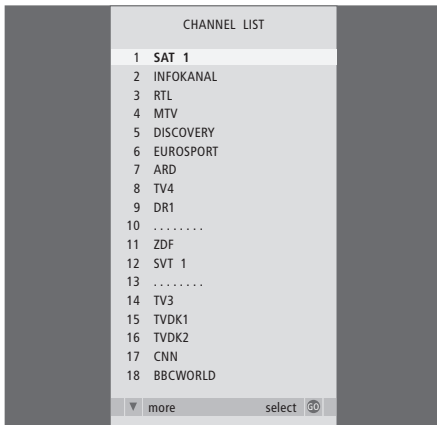 CHANNEL LIST
1 SAT 1
2 INFOKANAL
3 RTL
4 MTV
5 DISCOVERY
6 EUROSPORT
7 ARD
8 TV4
9 DR1
10 ........
11 ZDF
12 SVT 1
13 ........
14 TV3
15 TVDK1
16 TVDK2
17 CNN
18 BBCWORLD
▼ more select GO